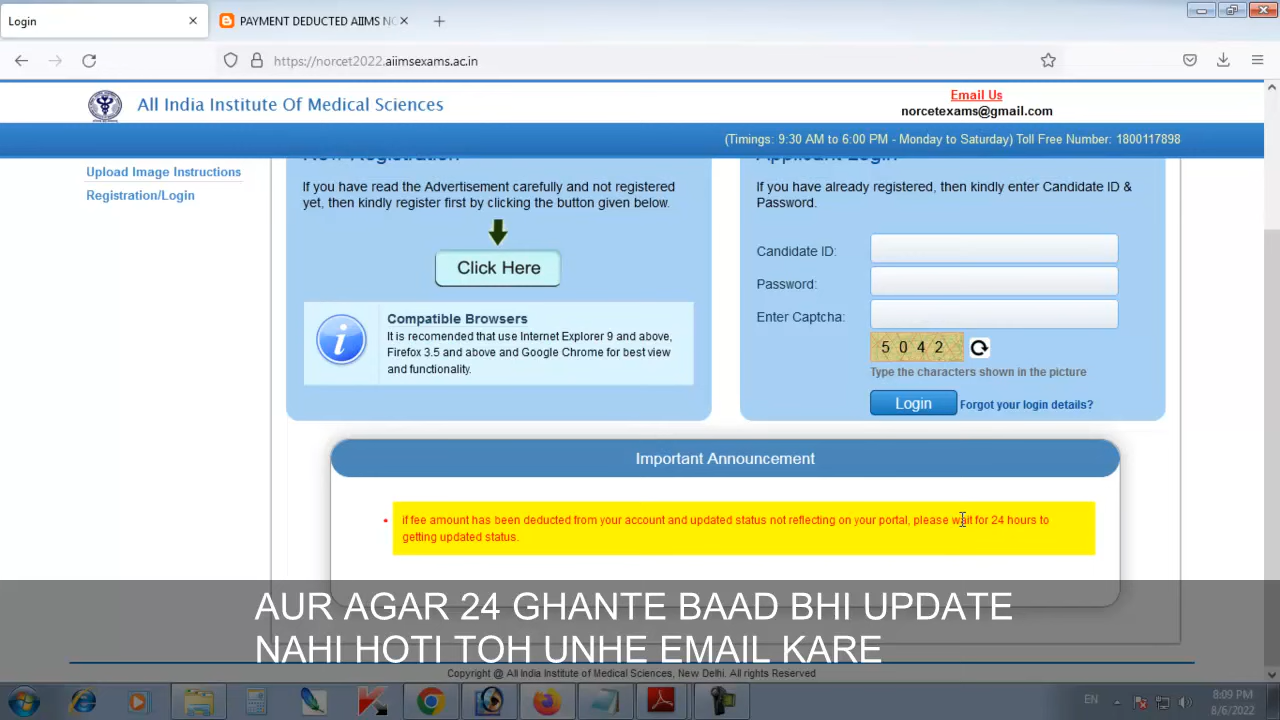 Login
PAYMENT DEDUCTED AIIMS NO
https://norcet2022.aiimsexams.ac.in
All India Institute Of Medical Sciences
Email Us
norcetexams@gmail.com
(Timings: 9:30 AM to 6:00 PM - Monday to Saturday) Toll Free Number: 1800117898
Upload Image Instructions
Registration/Login
New Registration
If you have read the Advertisement carefully and not registered
yet, then kindly register first by clicking the button given below.
Click Here
Compatible Browsers
It is recomended that use Internet Explorer 9 and above,
Firefox 3.5 and above and Google Chrome for best view
and functionality.
Applicant Login
If you have already registered, then kindly enter Candidate ID &
Password.
Candidate ID:
Password:
Enter Captcha:
5 0 4 2
Type the characters shown in the picture
Login Forgot your login details?
Important Announcement
if fee amount has been deducted from your account and updated status not reflecting on your portal, please wait for 24 hours to
getting updated status.
AUR AGAR 24 GHANTE BAAD BHI UPDATE
NAHI HOTI TOH UNHE EMAIL KARE
Copyright @ All India Institute of Medical Sciences, New Delhi. All rights Reserved
EN
8:09 PM
8/6/2022